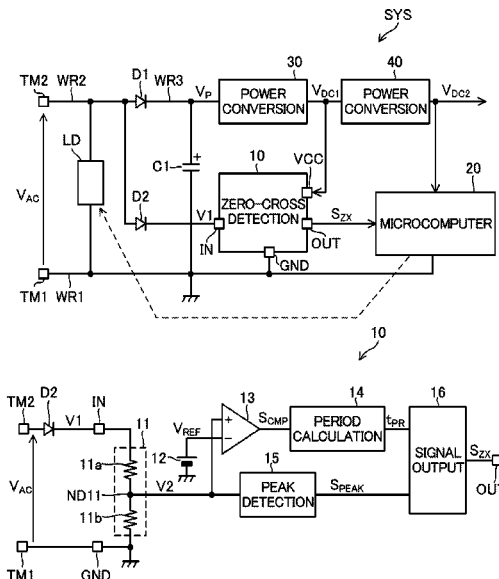 SYS
30
40
D1
TM2
WR2
WR3
VP
POWER CONVERSION
VDC1
POWER CONVERSION
VDC2
LD
10
VCC
20
C1
+
VAC
D2
V1
ZERO-CROSS DETECTION
SZX
MICROCOMPUTER
IN
OUT
GND
TM1
WR1
10
D2
TM2
V1
IN
11
13
14
16
+
-
SCMP
PERIOD CALCULATION
tPR
VREF
12
11a
15
SIGNAL OUTPUT
SZX
VAC
ND11
V2
PEAK DETECTION
SPEAK
OUT
11b
TM1
GND